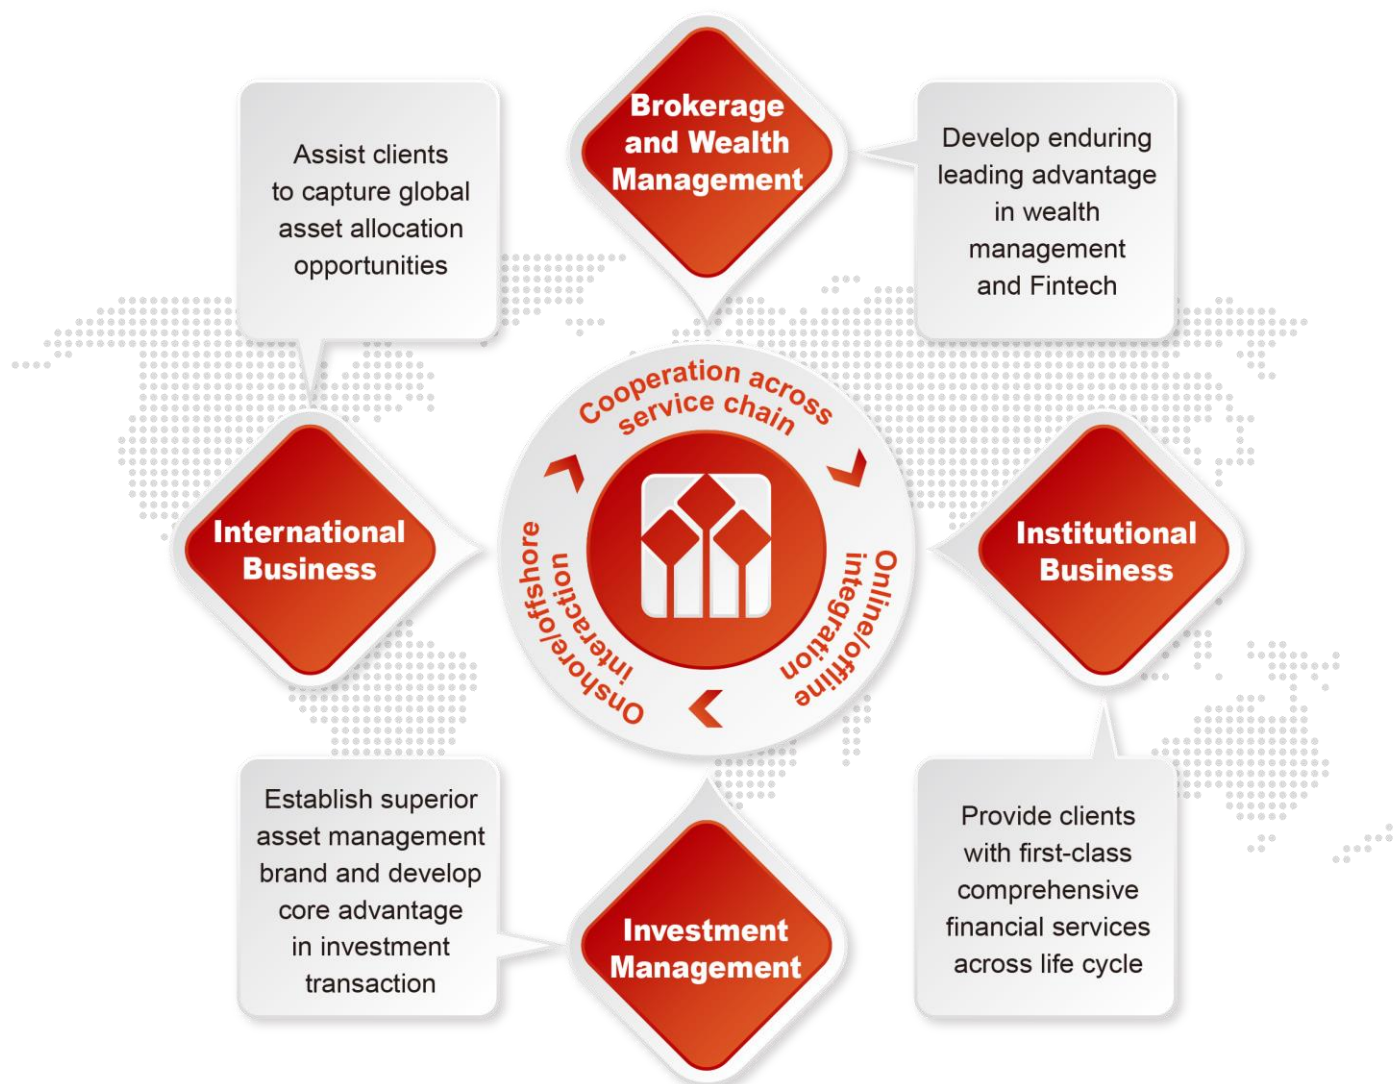 Brokerage
and Wealth
Management
Assist clients
to capture global
asset allocation
opportunities
Develop enduring
leading advantage
in wealth
management
and Fintech
Cooperation across
service chain
International
Business
Onshore/offshore
interaction
Online/offline
integration
Institutional
Business
Establish superior
asset management
brand and develop
core advantage
in investment
transaction
Investment
Management
Provide clients
with first-class
comprehensive
financial services
across life cycle